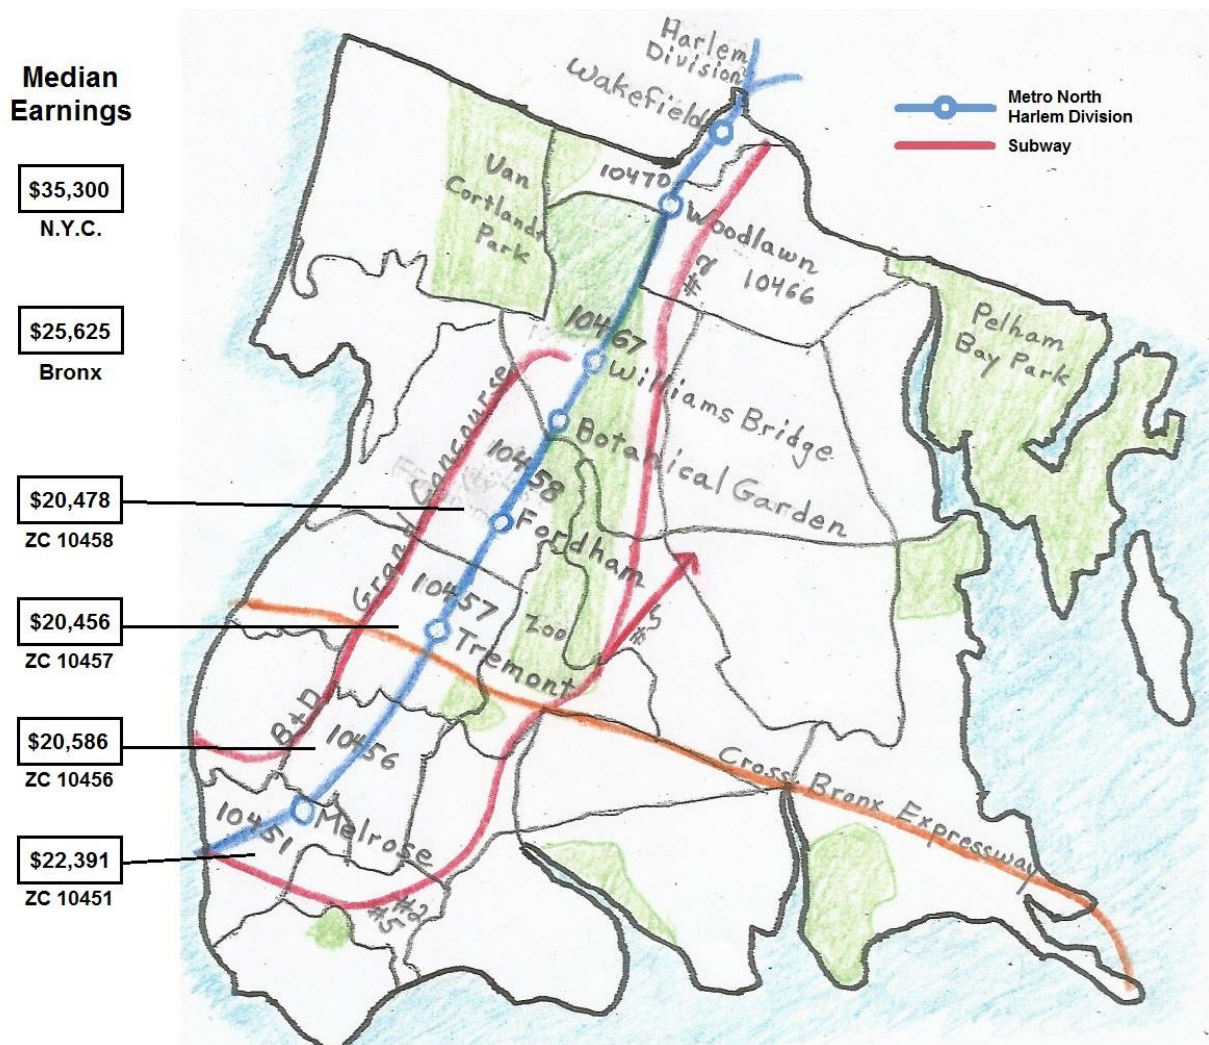 Median
Earnings
$35,300
N.Y.C.
$25,625
Bronx
$20,478
ZC 10458
$20,456
ZC 10457
$20,586
ZC 10456
$22,391
ZC 10451
Metro North
Harlem Division
Subway
Harlem
Division
Wakefield
10470
Van
Cortlandt
Park
Woodlawn
#2
10466
Pelham
Bay Park
10467
Williams Bridge
Grand Concourse
Botanical Garden
10458
Fordham
10457
Zoo
#5
Tremont
B+D
10456
Cross Bronx Expressway
10451
Melrose
#2
#5